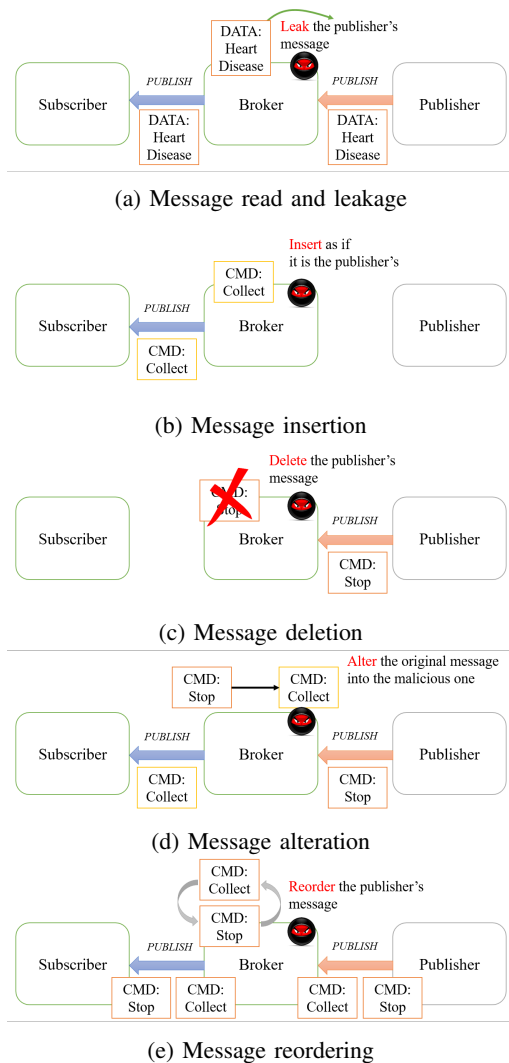 DATA:
Heart
Disease
Leak the publisher's
message
Subscriber
PUBLISH
Broker
PUBLISH
Publisher
DATA:
Heart
Disease
DATA:
Heart
Disease
(a) Message read and leakage
Insert as if
it is the publisher's
CMD:
Collect
Subscriber
PUBLISH
Broker
Publisher
CMD:
Collect
(b) Message insertion
Delete the publisher's
message
CMD:
Stop
Subscriber
Broker
PUBLISH
Publisher
CMD:
Stop
(c) Message deletion
Alter the original message
into the malicious one
CMD:
Stop
CMD:
Collect
Subscriber
PUBLISH
Broker
PUBLISH
Publisher
CMD:
Collect
CMD:
Stop
(d) Message alteration
CMD:
Collect
Reorder the publisher's
message
CMD:
Stop
Subscriber
PUBLISH
Broker
PUBLISH
Publisher
CMD:
Stop
CMD:
Collect
CMD:
Collect
CMD:
Stop
(e) Message reordering